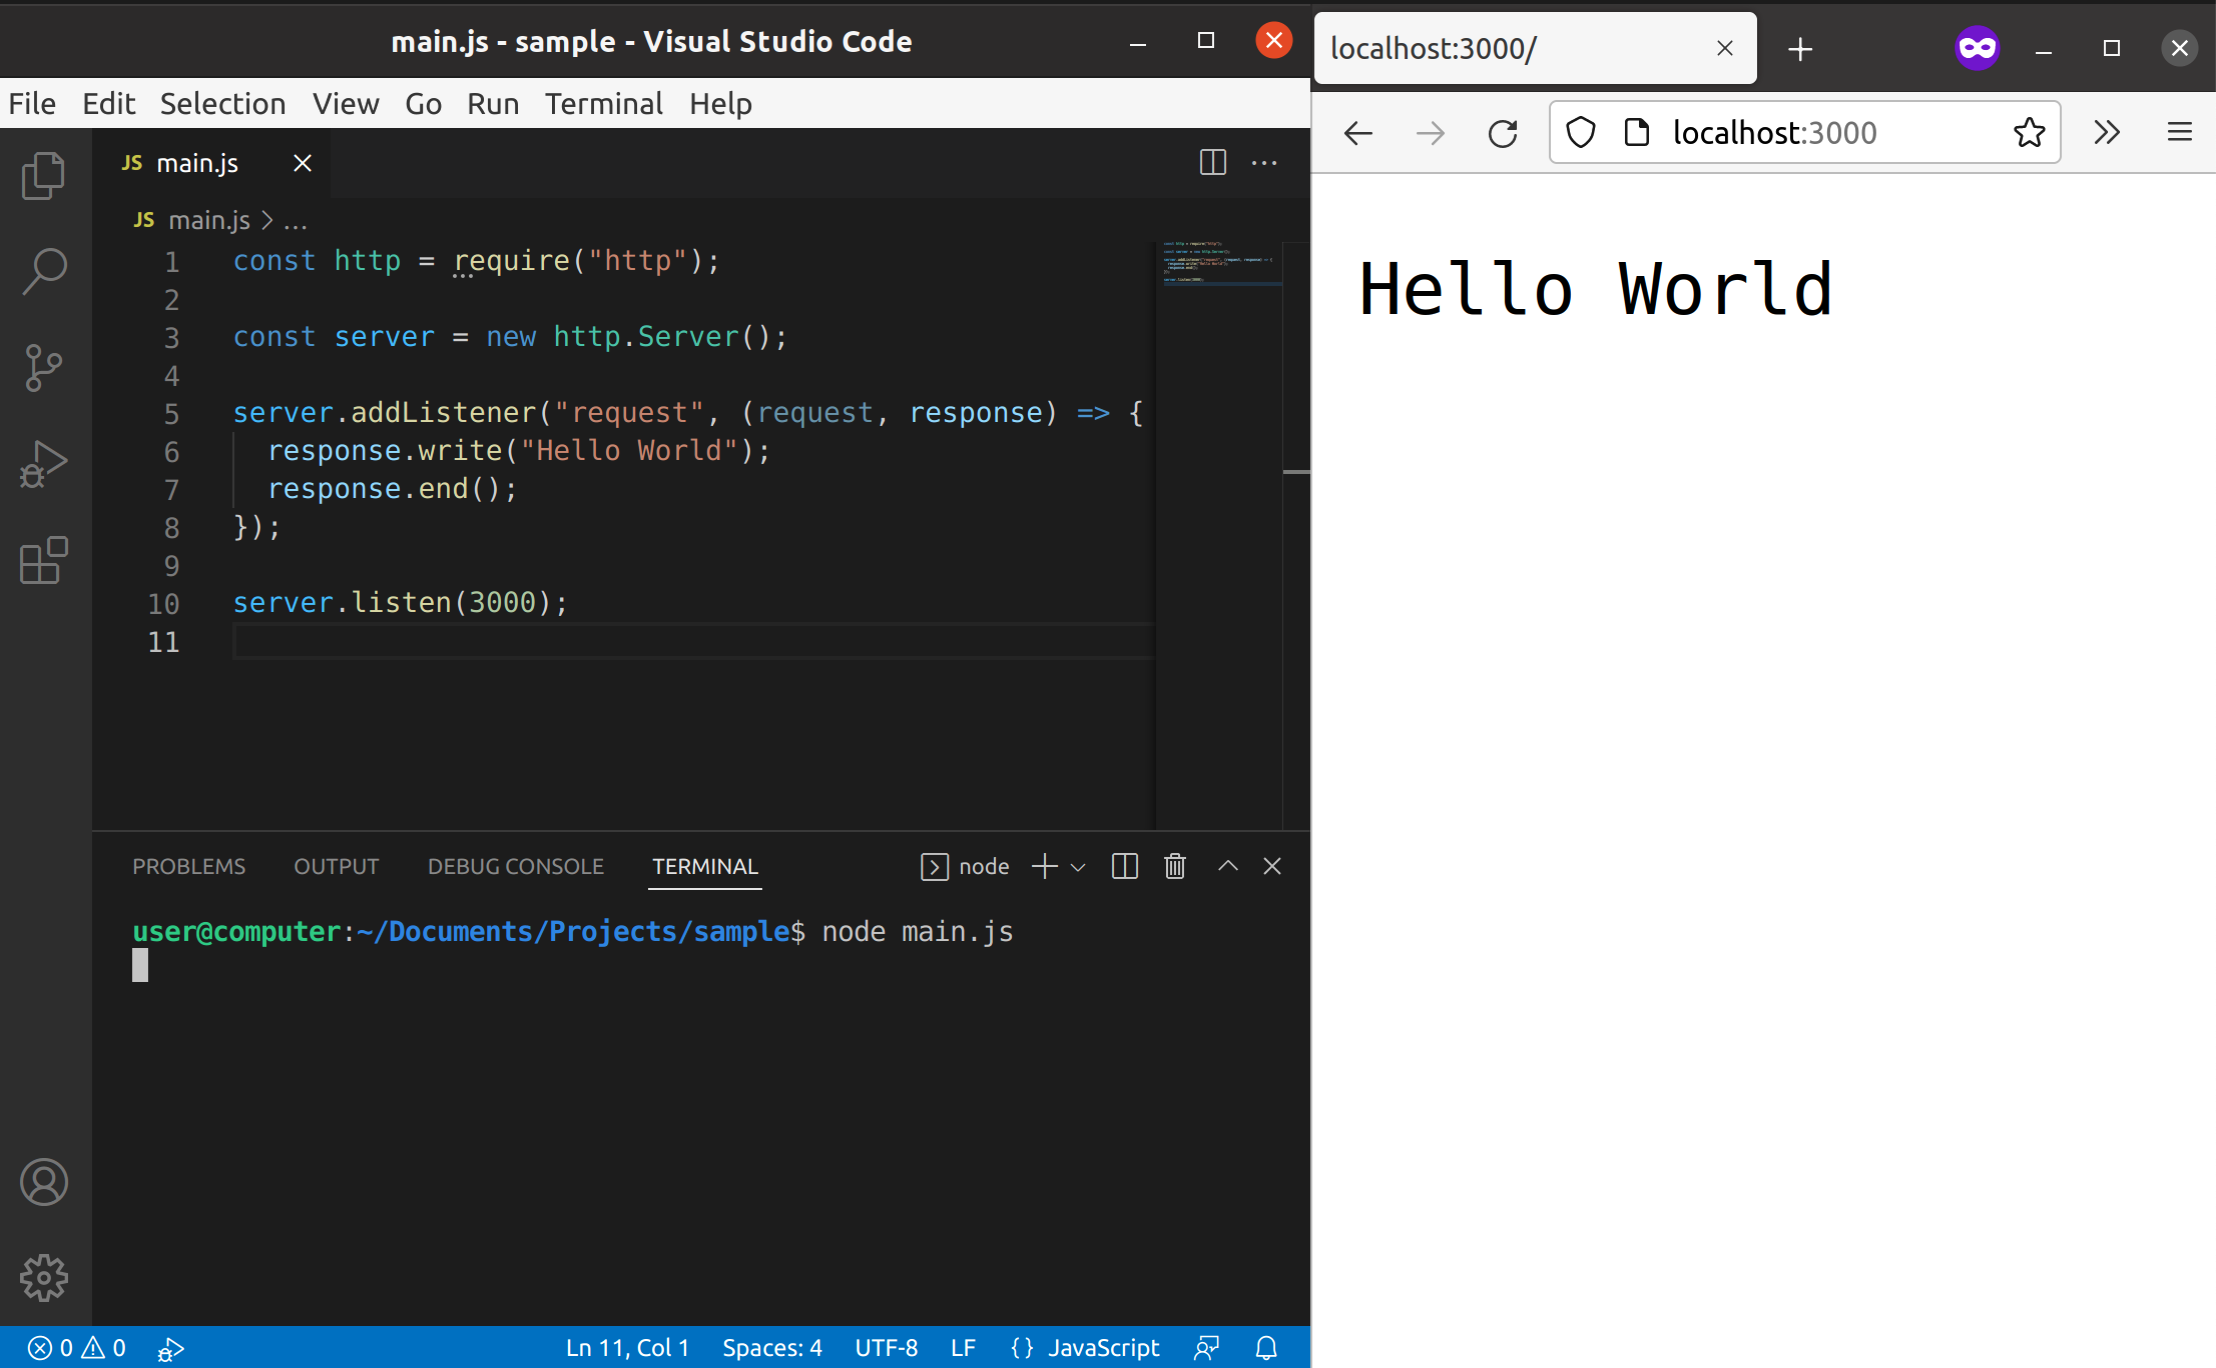 main.js - sample - Visual Studio Code
File Edit Selection View Go Run Terminal Help
JS main.js
JS main.js > ...
1 const http = require("http");
2
3 const server = new http.Server();
4
5 server.addListener("request", (request, response) => {
6   response.write("Hello World");
7   response.end();
8 });
9
10 server.listen(3000);
11
PROBLEMS OUTPUT DEBUG CONSOLE TERMINAL node
user@computer:~/Documents/Projects/sample$ node main.js
0 0 Ln 11, Col 1 Spaces: 4 UTF-8 LF {} JavaScript
localhost:3000/
localhost:3000
Hello World